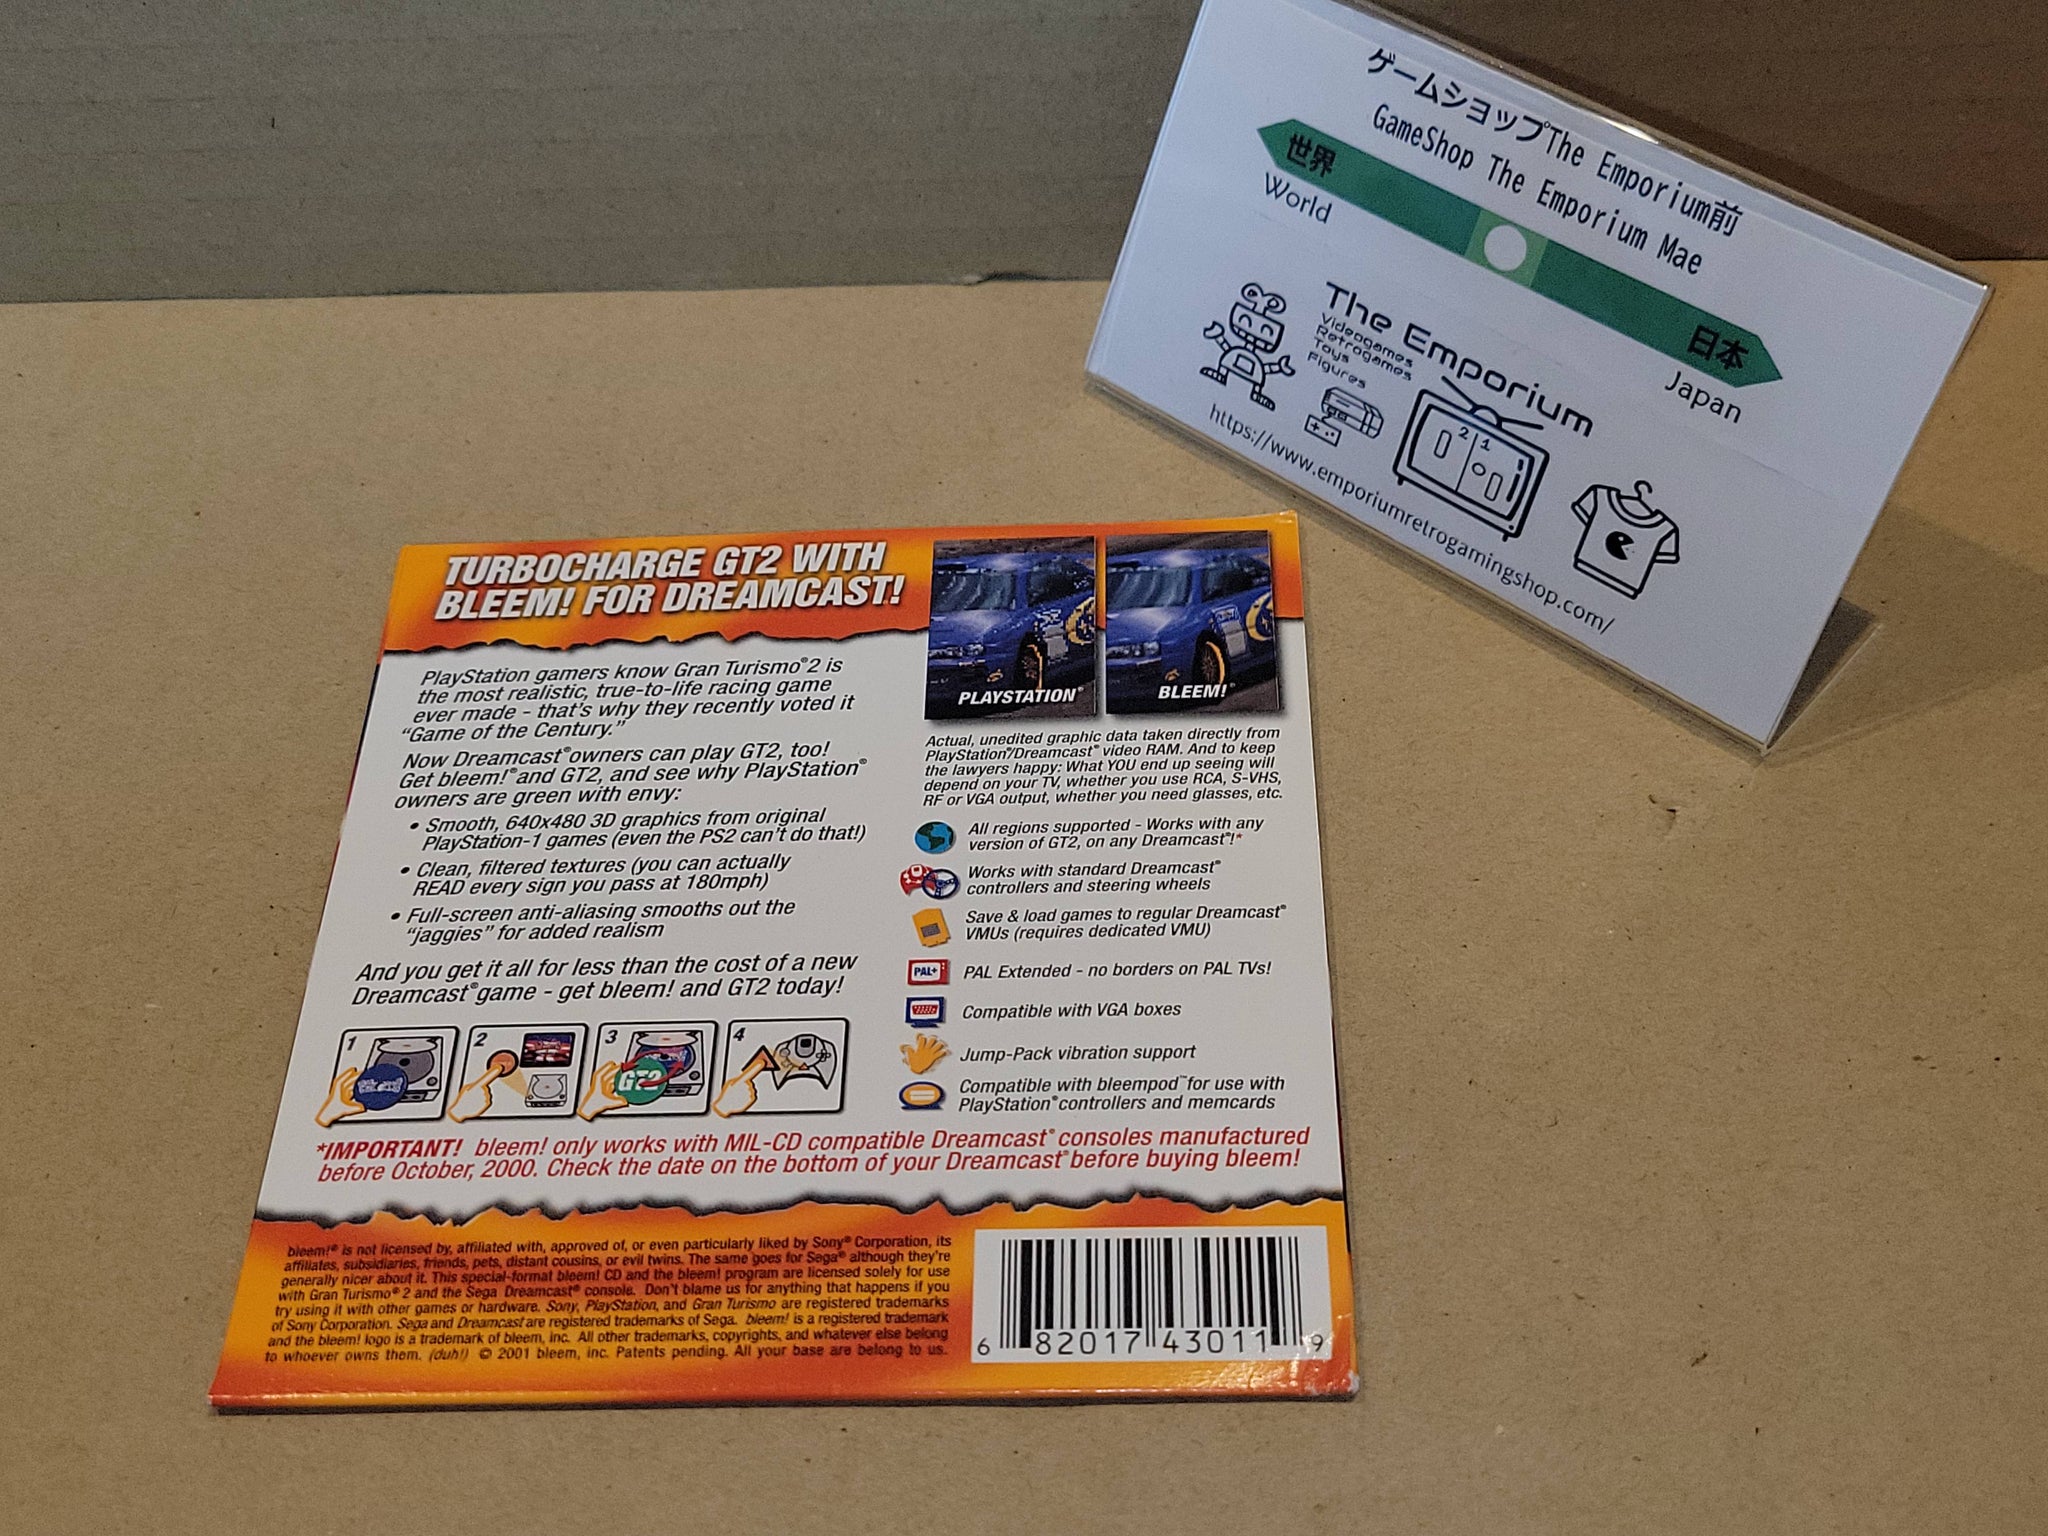 ゲームショップThe Emporium前
GameShop The Emporium Mae
世界
World
日本
Japan
The Emporium
Videogames
Retrogames
Toys
Figures
2 1
https://www.emporiumretrogamingshop.com/
TURBOCHARGE GT2 WITH
BLEEM! FOR DREAMCAST!
PlayStation gamers know Gran Turismo® 2 is
the most realistic, true-to-life racing game
ever made - that's why they recently voted it
“Game of the Century.”
Now Dreamcast® owners can play GT2, too!
Get bleem!® and GT2, and see why PlayStation®
owners are green with envy:
• Smooth, 640x480 3D graphics from original
PlayStation-1 games (even the PS2 can't do that!)
• Clean, filtered textures (you can actually
READ every sign you pass at 180mph)
• Full-screen anti-aliasing smooths out the
“jaggies” for added realism
And you get it all for less than the cost of a new
Dreamcast® game - get bleem! and GT2 today!
1
2
3
GT2
4
PLAYSTATION®
BLEEM!®
Actual, unedited graphic data taken directly from
PlayStation®/Dreamcast® video RAM. And to keep
the lawyers happy: What YOU end up seeing will
depend on your TV, whether you use RCA, S-VHS,
RF or VGA output, whether you need glasses, etc.
All regions supported - Works with any
version of GT2, on any Dreamcast®!*
Works with standard Dreamcast®
controllers and steering wheels
Save & load games to regular Dreamcast®
VMUs (requires dedicated VMU)
PAL+
PAL Extended - no borders on PAL TVs!
Compatible with VGA boxes
Jump-Pack vibration support
Compatible with bleempod™ for use with
PlayStation® controllers and memcards
*IMPORTANT! bleem! only works with MIL-CD compatible Dreamcast® consoles manufactured
before October, 2000. Check the date on the bottom of your Dreamcast® before buying bleem!
bleem!® is not licensed by, affiliated with, approved of, or even particularly liked by Sony® Corporation, its
affiliates, subsidiaries, friends, pets, distant cousins, or evil twins. The same goes for Sega® although they're
generally nicer about it. This special-format bleem! CD and the bleem! program are licensed solely for use
with Gran Turismo® 2 and the Sega Dreamcast® console. Don't blame us for anything that happens if you
try using it with other games or hardware. Sony, PlayStation, and Gran Turismo are registered trademarks
of Sony Corporation. Sega and Dreamcast are registered trademarks of Sega. bleem! is a registered trademark
and the bleem! logo is a trademark of bleem, inc. All other trademarks, copyrights, and whatever else belong
to whoever owns them. (duh!) © 2001 bleem, inc. Patents pending. All your base are belong to us.
6 82017 43011 9